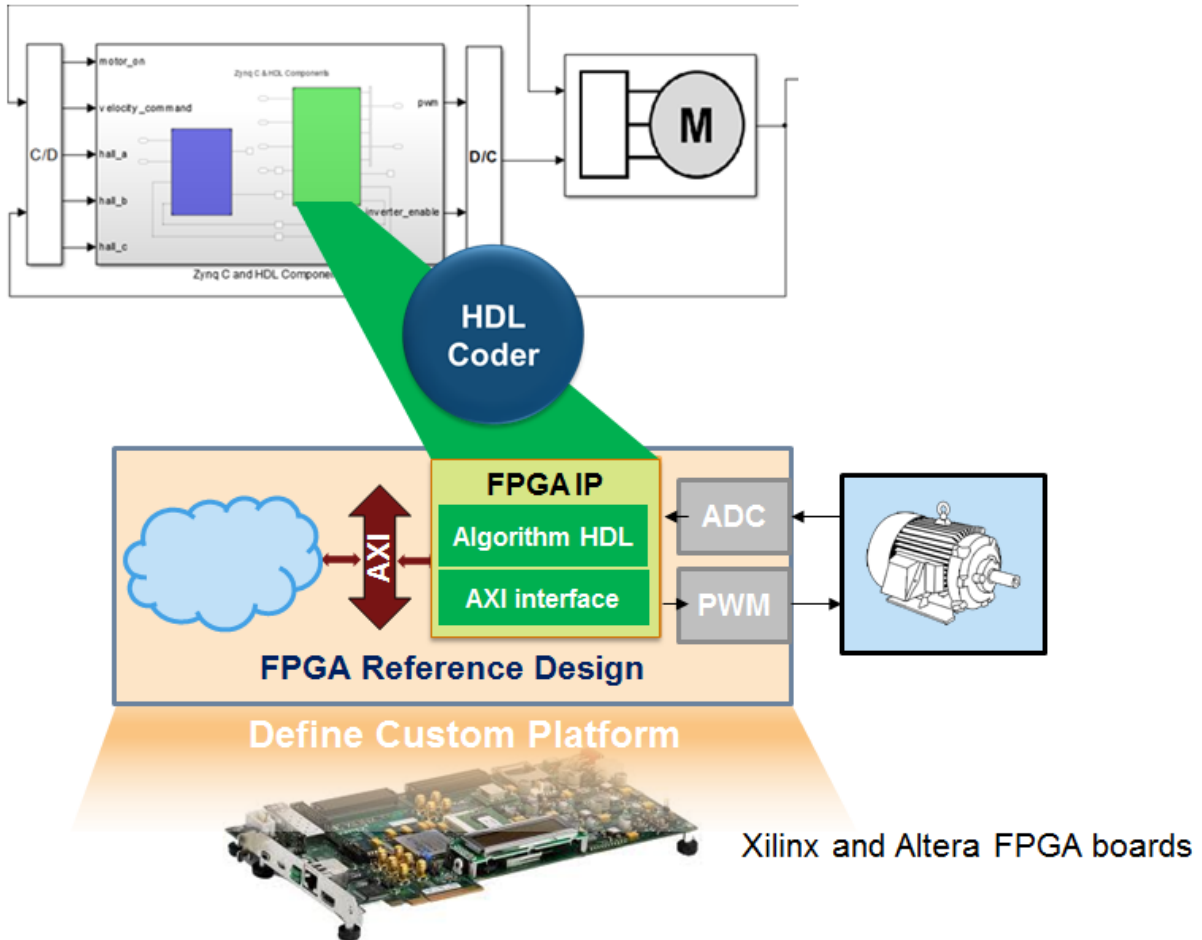 Zynq C & HDL Components
motor_on
velocity_command
hall_a
hall_b
hall_c
C/D
pwm
inverter_enable
D/C
M
Zynq C and HDL Component
HDL
Coder
FPGA IP
Algorithm HDL
AXI interface
AXI
ADC
PWM
FPGA Reference Design
Define Custom Platform
Xilinx and Altera FPGA boards